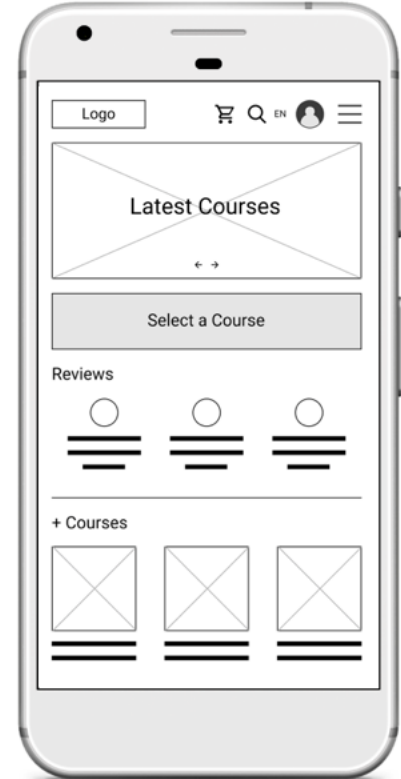 Logo
EN
Latest Courses
Select a Course
Reviews
+ Courses